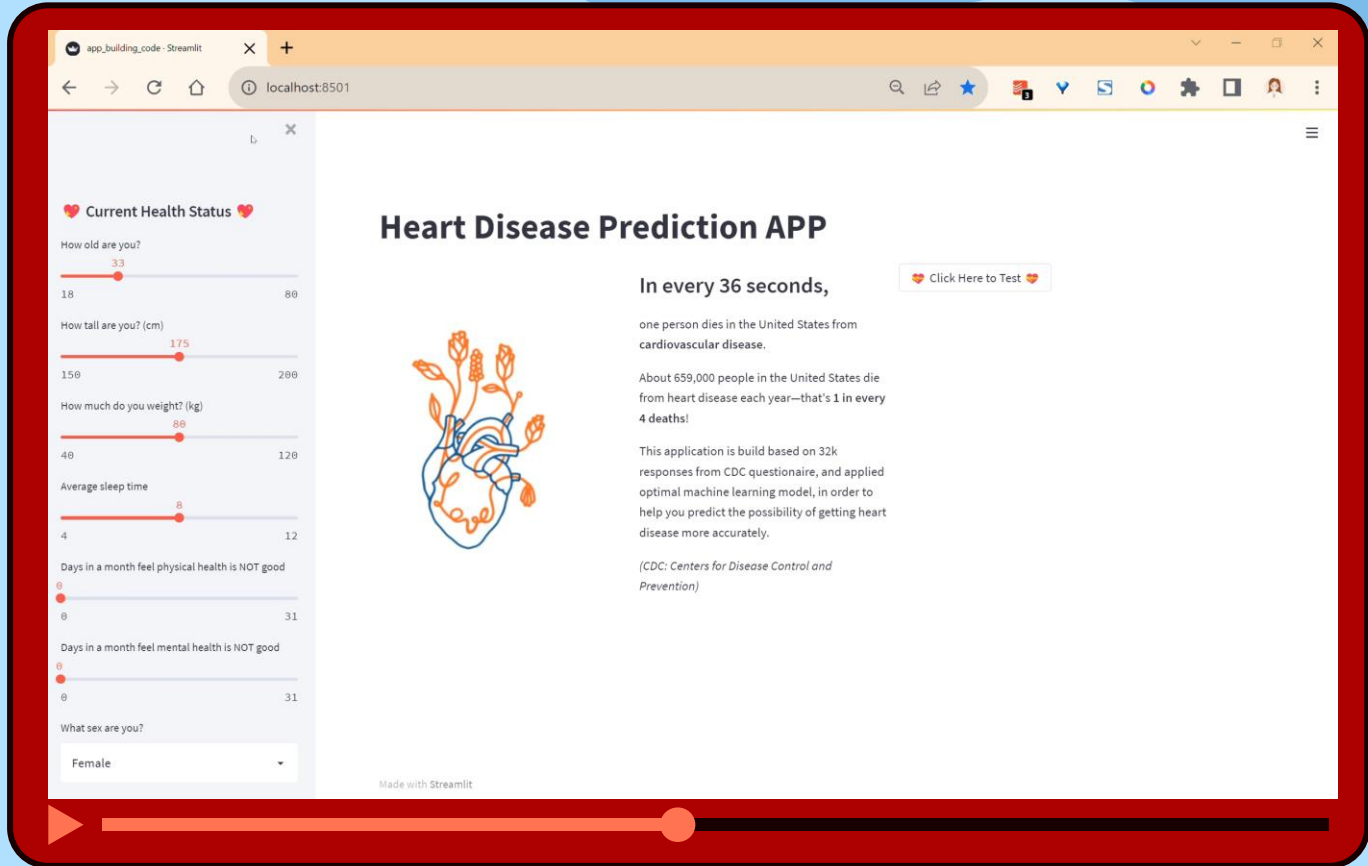 app_building_code · Streamlit
localhost:8501
3
💖 Current Health Status 💖
How old are you?
33
18 80
How tall are you? (cm)
175
150 200
How much do you weight? (kg)
80
40 120
Average sleep time
8
4 12
Days in a month feel physical health is NOT good
0
0 31
Days in a month feel mental health is NOT good
0
0 31
What sex are you?
Female
Heart Disease Prediction APP
In every 36 seconds,
one person dies in the United States from
cardiovascular disease.
About 659,000 people in the United States die
from heart disease each year—that's 1 in every
4 deaths!
This application is build based on 32k
responses from CDC questionaire, and applied
optimal machine learning model, in order to
help you predict the possibility of getting heart
disease more accurately.
(CDC: Centers for Disease Control and
Prevention)
💝 Click Here to Test 💝
Made with Streamlit